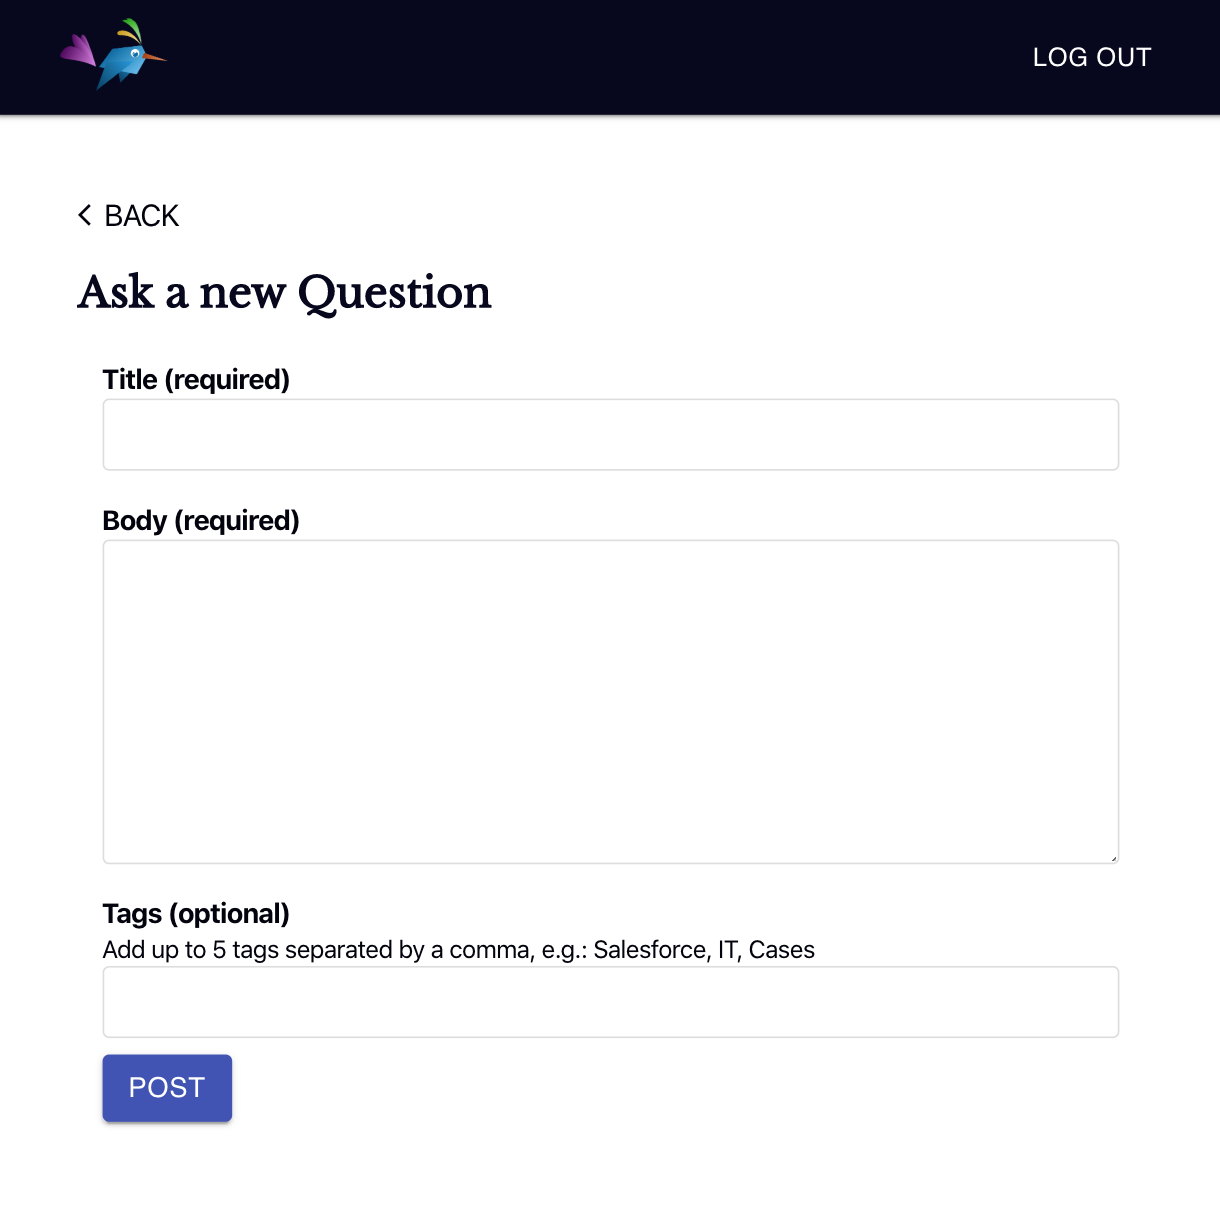 LOG OUT
BACK
Ask a new Question
Title (required)
Body (required)
Tags (optional)
Add up to 5 tags separated by a comma, e.g.: Salesforce, IT, Cases
POST